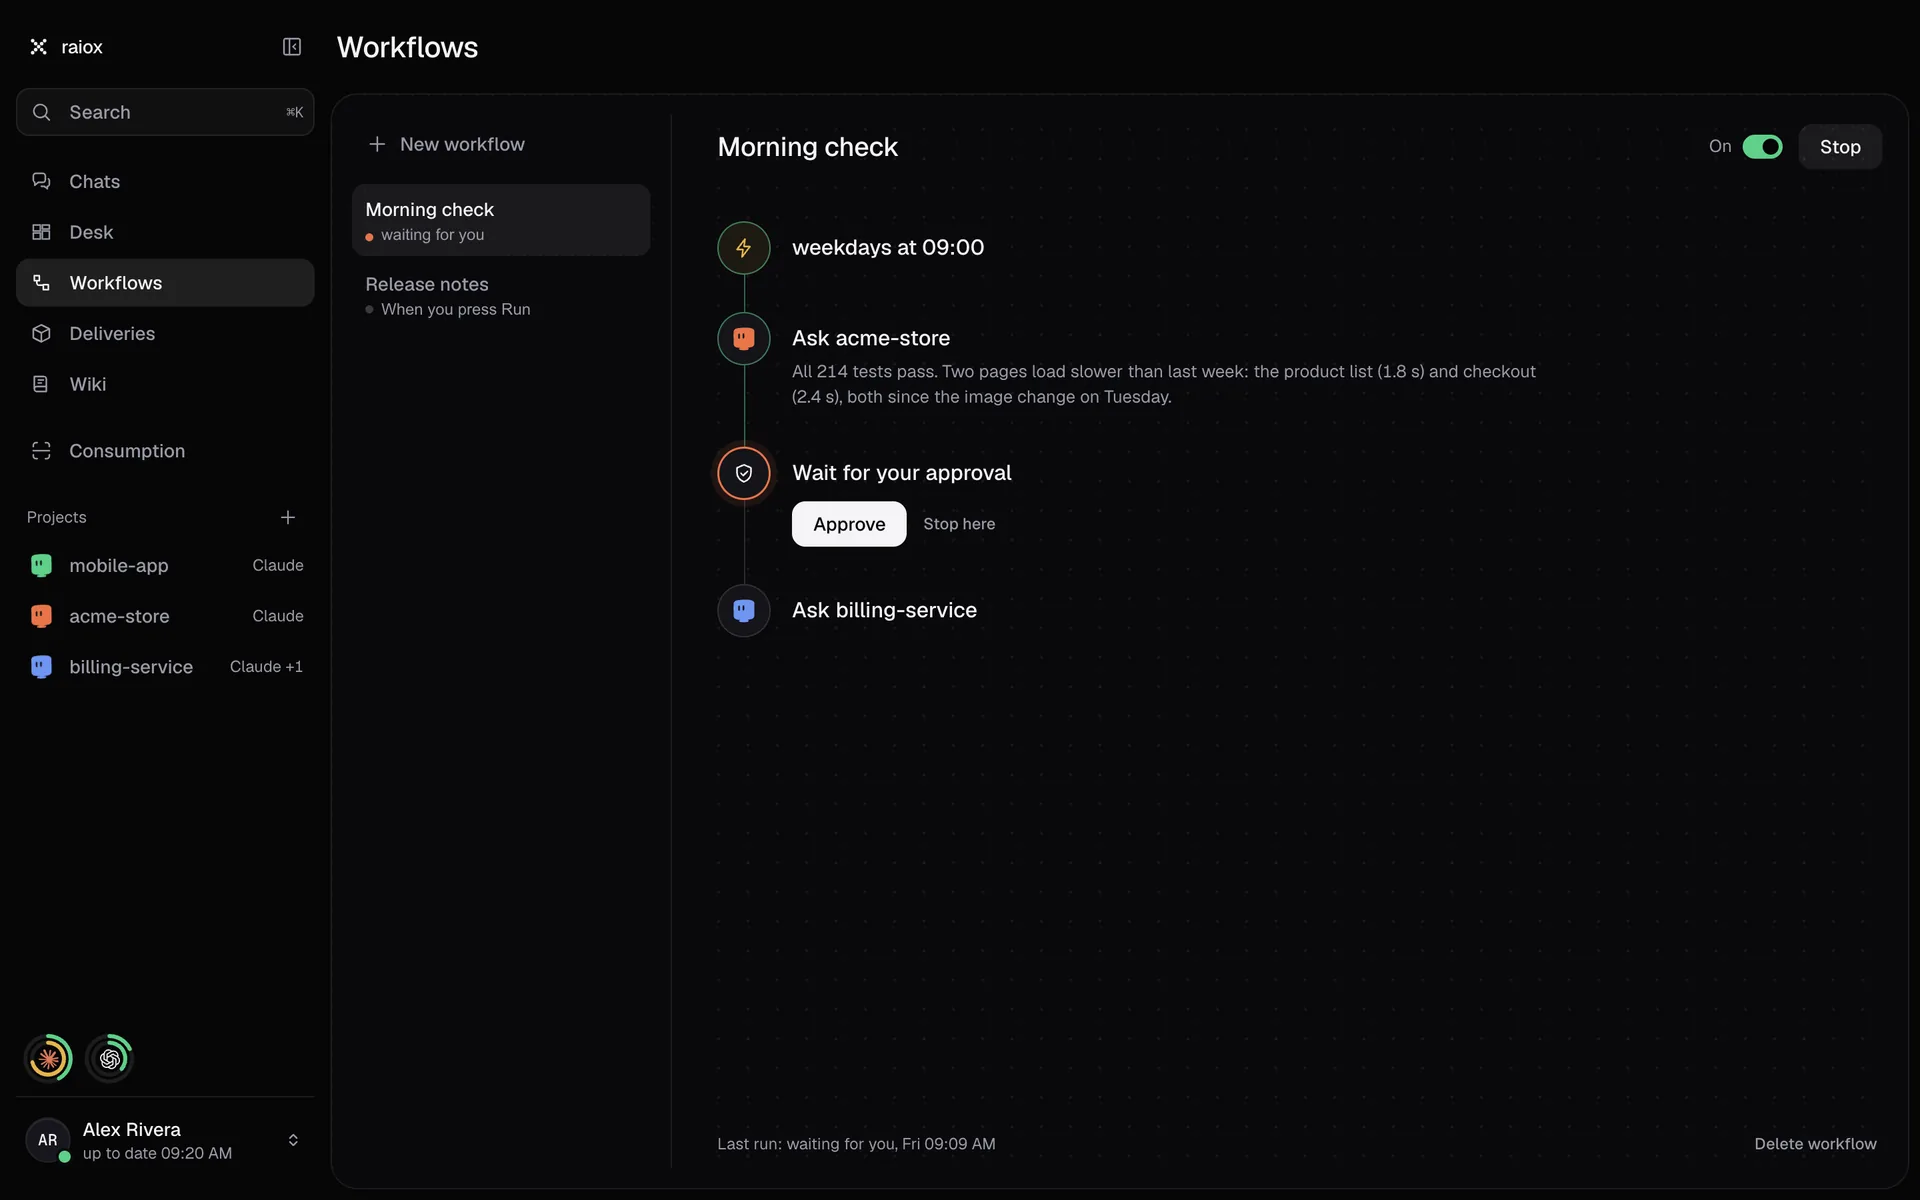 raiox
Workflows
Search
⌘K
Chats
Desk
Workflows
Deliveries
Wiki
Consumption
Projects
mobile-app
Claude
acme-store
Claude
billing-service
Claude +1
AR
Alex Rivera
up to date 09:20 AM
New workflow
Morning check
waiting for you
Release notes
When you press Run
Morning check
On
Stop
weekdays at 09:00
Ask acme-store
All 214 tests pass. Two pages load slower than last week: the product list (1.8 s) and checkout
(2.4 s), both since the image change on Tuesday.
Wait for your approval
Approve
Stop here
Ask billing-service
Last run: waiting for you, Fri 09:09 AM
Delete workflow